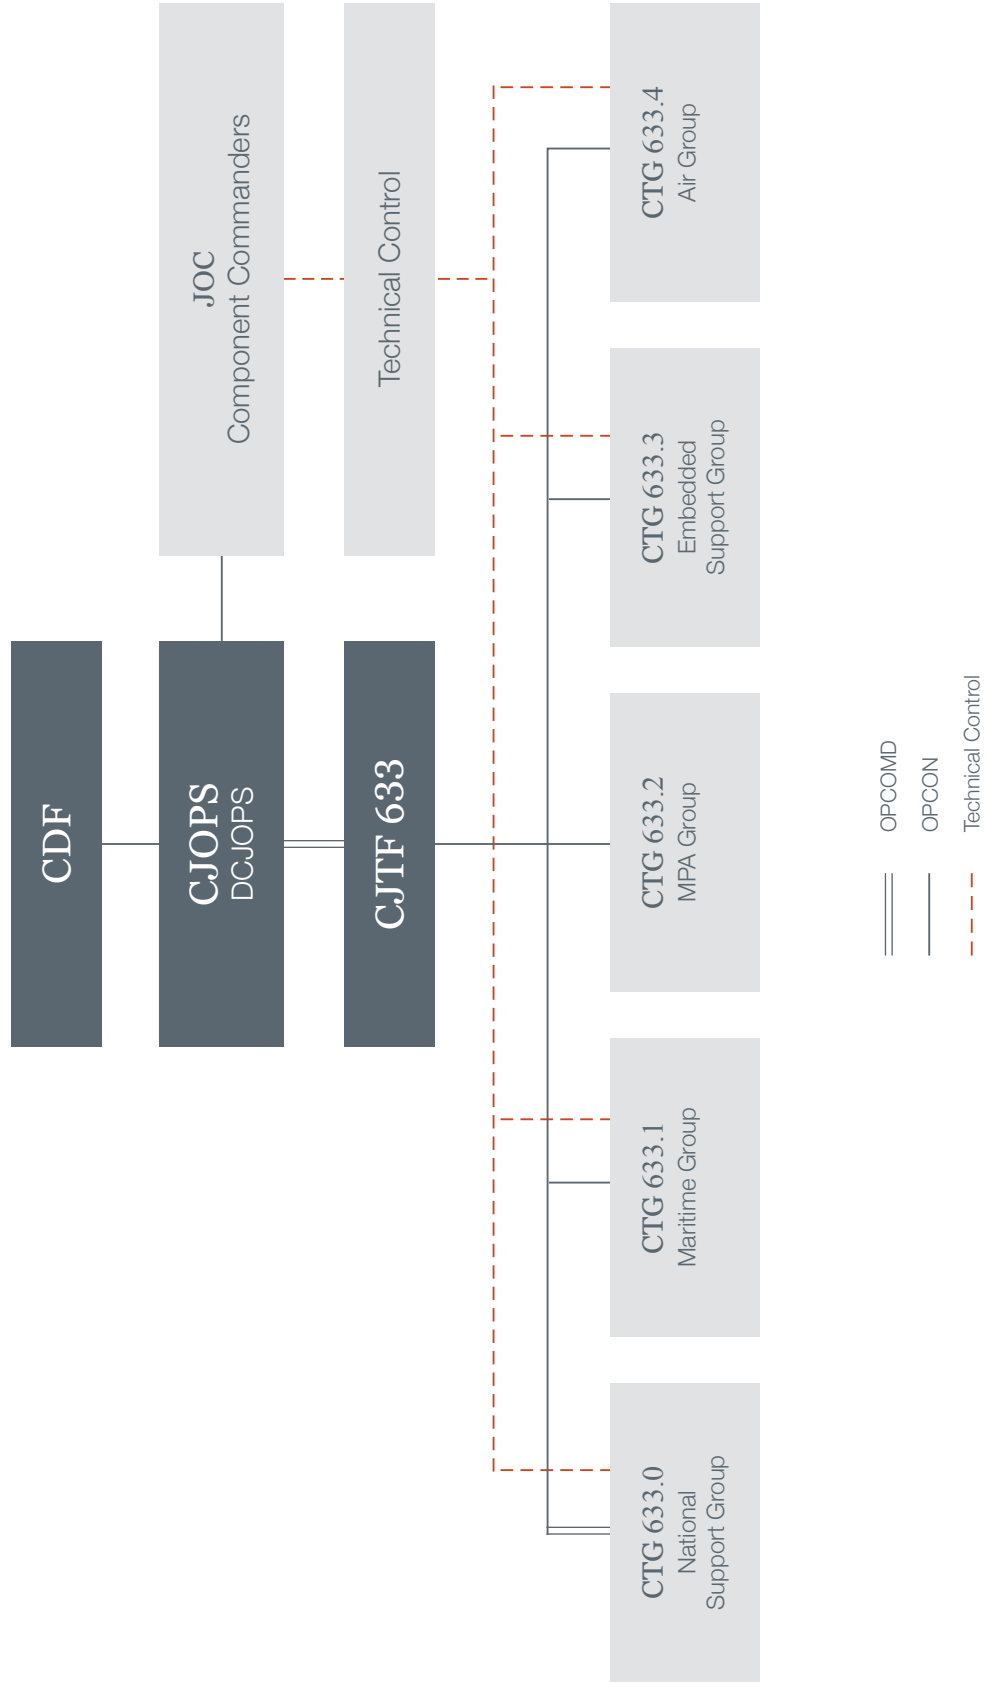 CDF
CJOPS
DCJOPS
JOC
Component Commanders
CJTF 633
Technical Control
CTG 633.0
National
Support Group
CTG 633.1
Maritime Group
CTG 633.2
MPA Group
CTG 633.3
Embedded
Support Group
CTG 633.4
Air Group
OPCOMD
OPCON
Technical Control